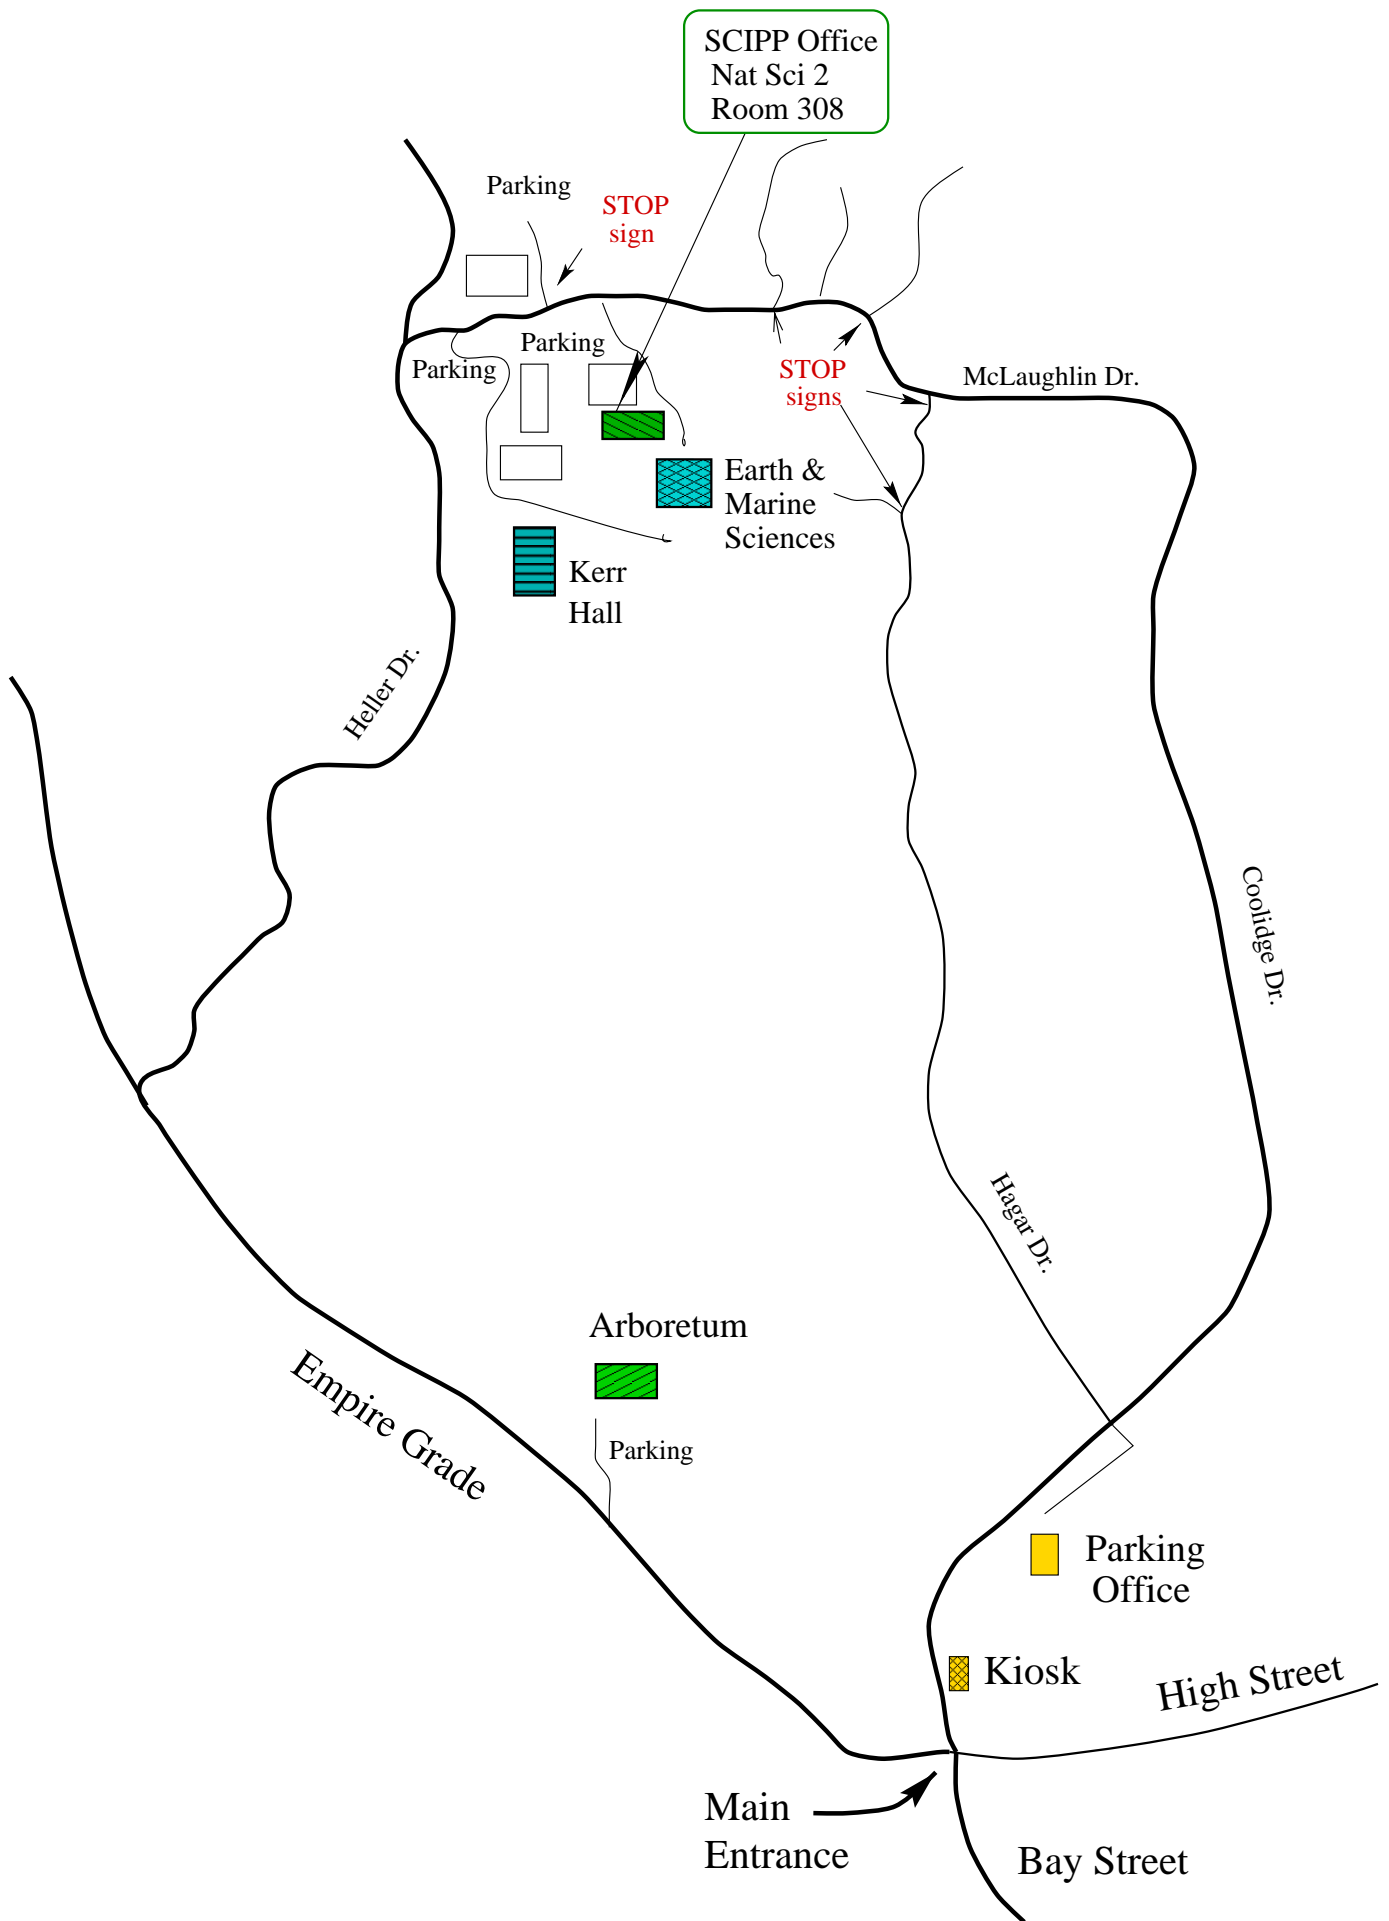 SCIPP Office
Nat Sci 2
Room 308
Parking
STOP
sign
Parking
Parking
STOP
signs
McLaughlin Dr.
Earth &
Marine
Sciences
Kerr
Hall
Heller Dr.
Coolidge Dr.
Hagar Dr.
Arboretum
Empire Grade
Parking
Parking
Office
Kiosk
High Street
Main
Entrance
Bay Street